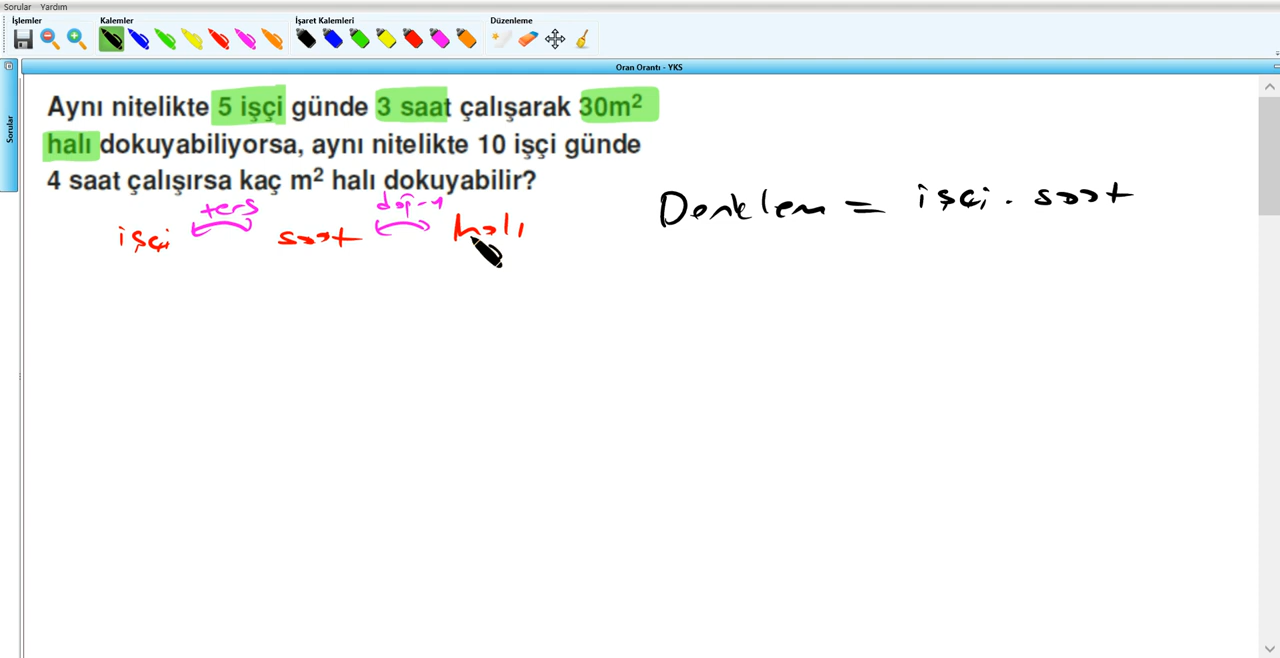 Sorular Yardım
İşlemler Kalemler İşaret Kalemleri Düzenleme
Oran Orantı - YKS
Sorular
Aynı nitelikte 5 işçi günde 3 saat çalışarak 30m²
halı dokuyabiliyorsa, aynı nitelikte 10 işçi günde
4 saat çalışırsa kaç m² halı dokuyabilir?
ters
işçi saat halı
Denklem = işçi . saat